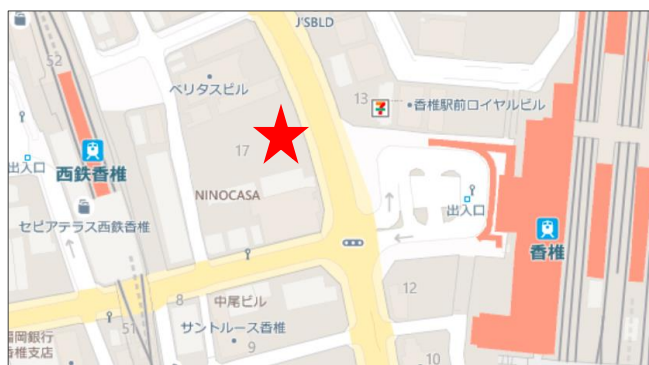 J'SBLD
52
ベリタスビル
13
香椎駅前ロイヤルビル
17
出入口
西鉄香椎
NINOCASA
出入口
セピアテラス西鉄香椎
香椎
8
中尾ビル
12
51
サントルース香椎
福岡銀行
香椎支店
9
10